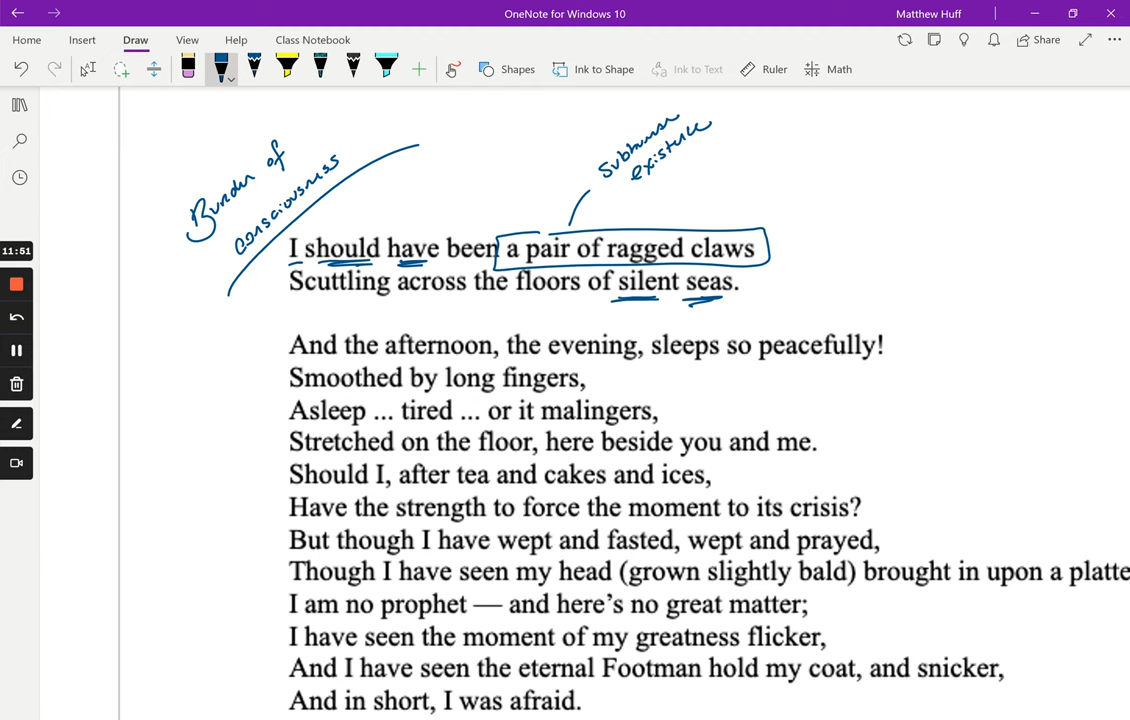 OneNote for Windows 10
Matthew Huff
Home Insert Draw View Help Class Notebook
Share
Shapes Ink to Shape Ink to Text Ruler Math
11:51
Burden of
consciousness
Subhuman
existence
I should have been a pair of ragged claws
Scuttling across the floors of silent seas.
And the afternoon, the evening, sleeps so peacefully!
Smoothed by long fingers,
Asleep ... tired ... or it malingers,
Stretched on the floor, here beside you and me.
Should I, after tea and cakes and ices,
Have the strength to force the moment to its crisis?
But though I have wept and fasted, wept and prayed,
Though I have seen my head (grown slightly bald) brought in upon a platte
I am no prophet — and here’s no great matter;
I have seen the moment of my greatness flicker,
And I have seen the eternal Footman hold my coat, and snicker,
And in short, I was afraid.